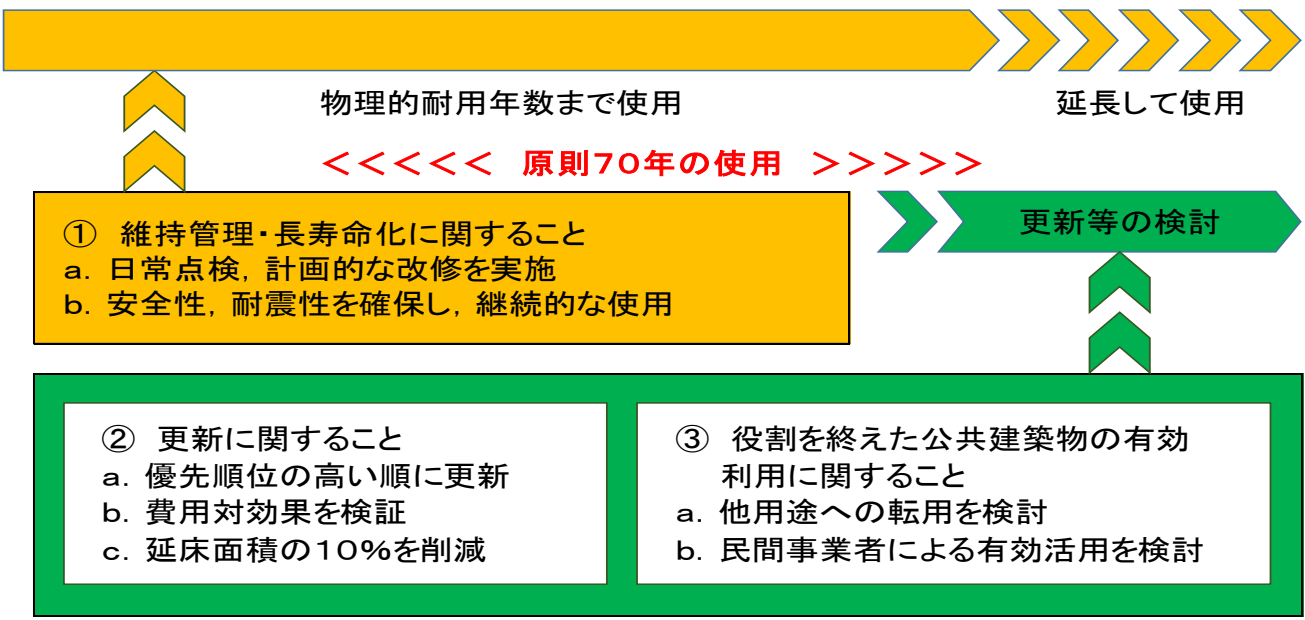 物理的耐用年数まで使用
延長して使用
＜＜＜＜＜ 原則70年の使用 ＞＞＞＞＞
① 維持管理・長寿命化に関すること
a. 日常点検，計画的な改修を実施
b. 安全性，耐震性を確保し，継続的な使用
更新等の検討
② 更新に関すること
a. 優先順位の高い順に更新
b. 費用対効果を検証
c. 延床面積の10%を削減
③ 役割を終えた公共建築物の有効
利用に関すること
a. 他用途への転用を検討
b. 民間事業者による有効活用を検討